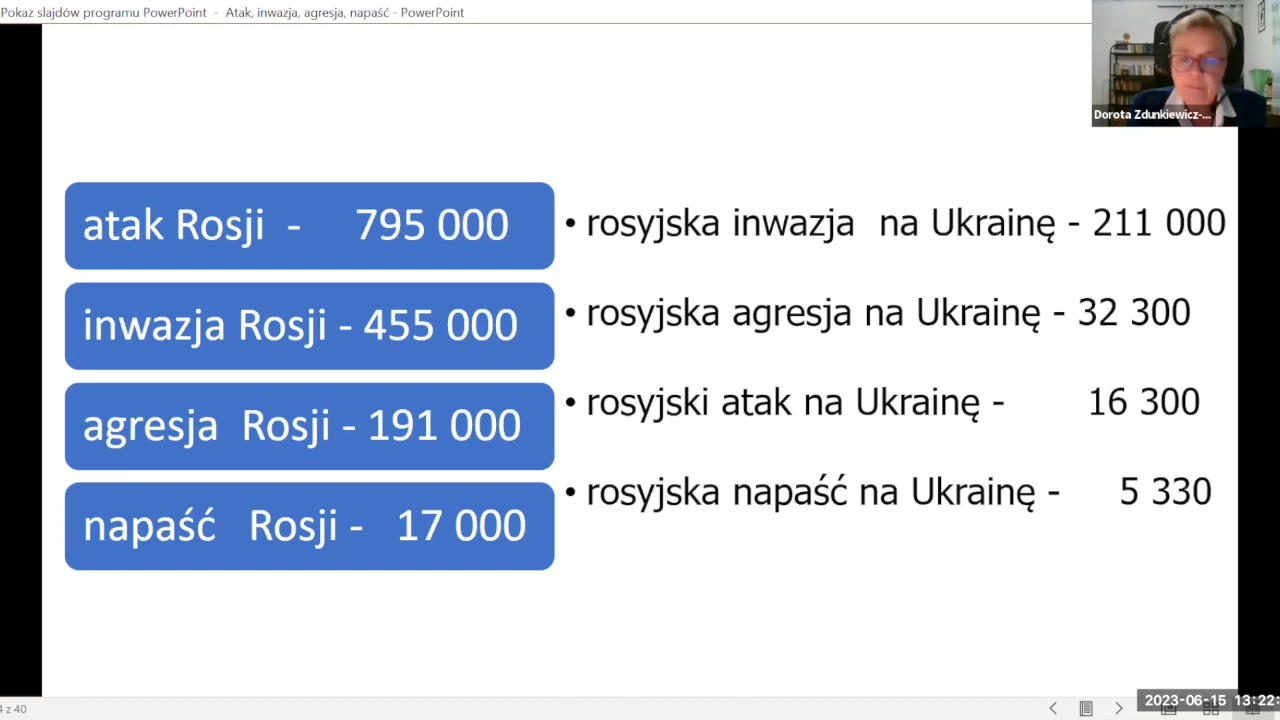 Pokaz slajdów programu PowerPoint - Atak, inwazja, agresja, napaść - PowerPoint
Dorota Zdunkiewicz-...
atak Rosji - 795 000
inwazja Rosji - 455 000
agresja Rosji - 191 000
napaść Rosji - 17 000
• rosyjska inwazja na Ukrainę - 211 000
• rosyjska agresja na Ukrainę - 32 300
• rosyjski atak na Ukrainę - 16 300
• rosyjska napaść na Ukrainę - 5 330
z 40
2023-06-15 13:22: